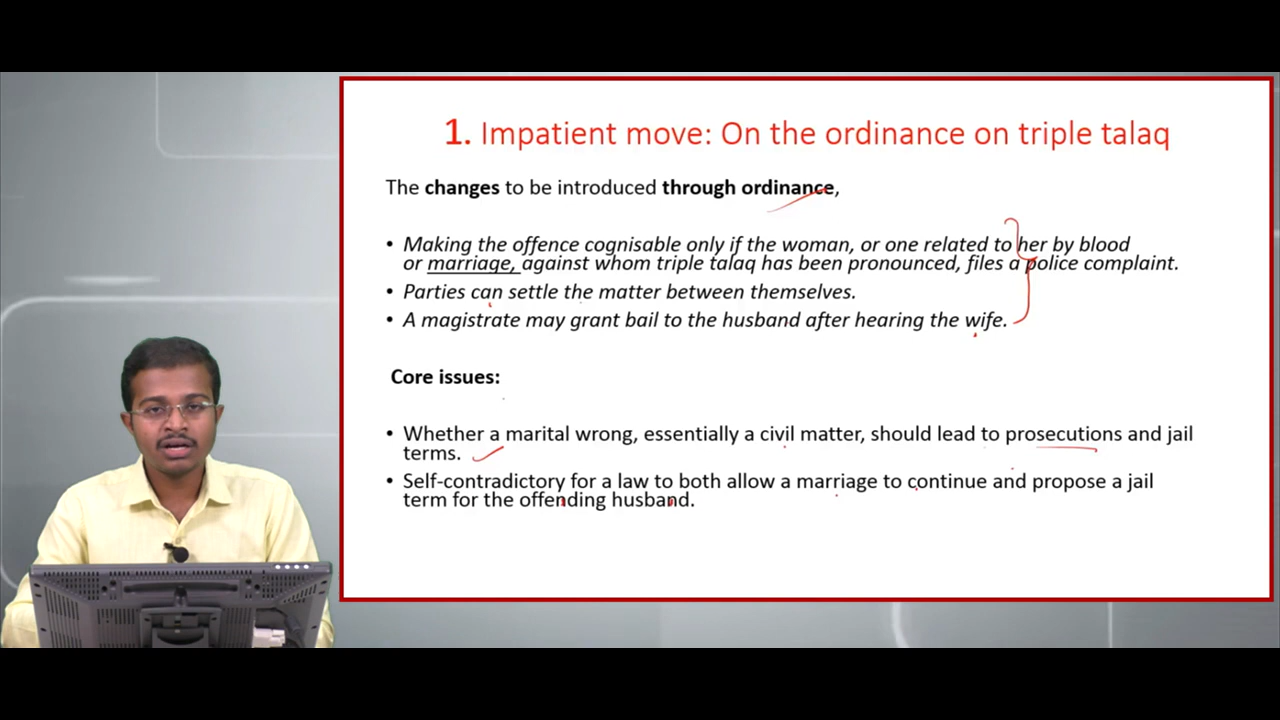 1. Impatient move: On the ordinance on triple talaq
The changes to be introduced through ordinance,
• Making the offence cognisable only if the woman, or one related to her by blood
or marriage, against whom triple talaq has been pronounced, files a police complaint.
• Parties can settle the matter between themselves.
• A magistrate may grant bail to the husband after hearing the wife.
Core issues:
• Whether a marital wrong, essentially a civil matter, should lead to prosecutions and jail
terms.
• Self-contradictory for a law to both allow a marriage to continue and propose a jail
term for the offending husband.